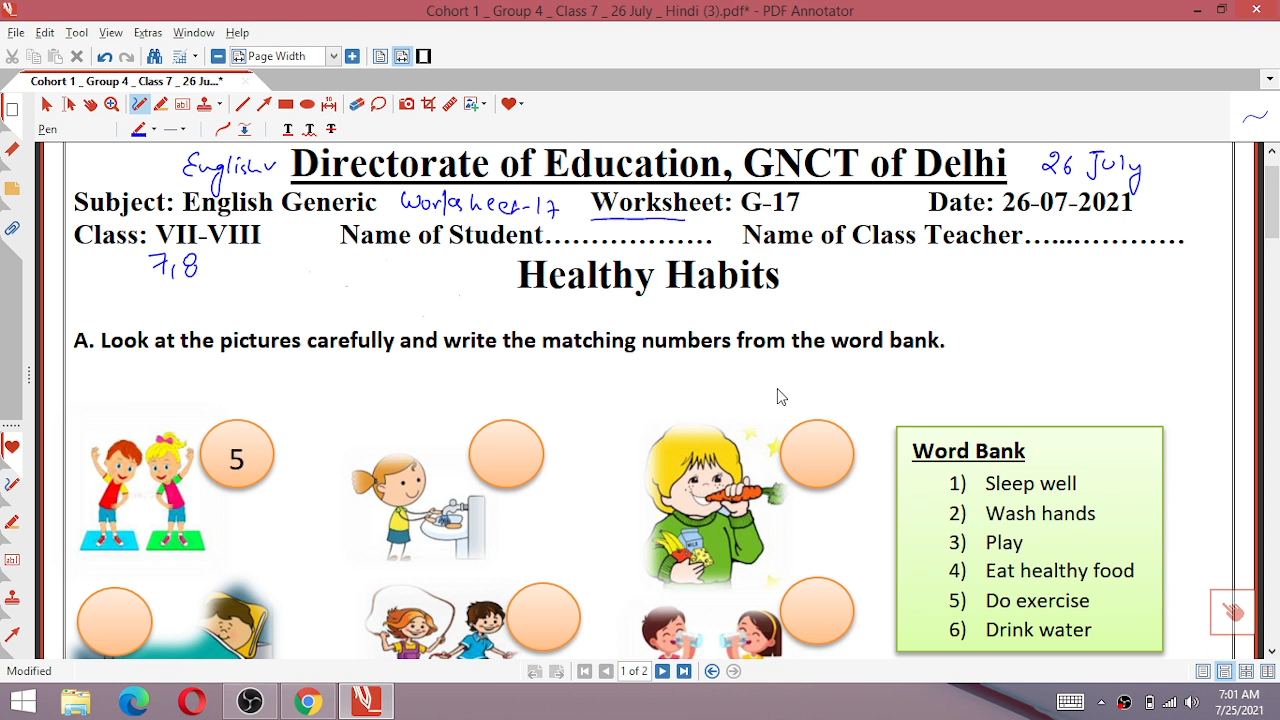 Cohort 1 _ Group 4 _ Class 7 _ 26 July _ Hindi (3).pdf* - PDF Annotator
File Edit Tool View Extras Window Help
Page Width
Cohort 1 _ Group 4 _ Class 7 _ 26 Ju...*
Pen
English Directorate of Education, GNCT of Delhi 26 July
Subject: English Generic Worksheet-17 Worksheet: G-17 Date: 26-07-2021
Class: VII-VIII Name of Student……………… Name of Class Teacher…...…………
7,8
Healthy Habits
A. Look at the pictures carefully and write the matching numbers from the word bank.
5
Word Bank
1) Sleep well
2) Wash hands
3) Play
4) Eat healthy food
5) Do exercise
6) Drink water
MILK
Modified
1 of 2
7:01 AM
7/25/2021